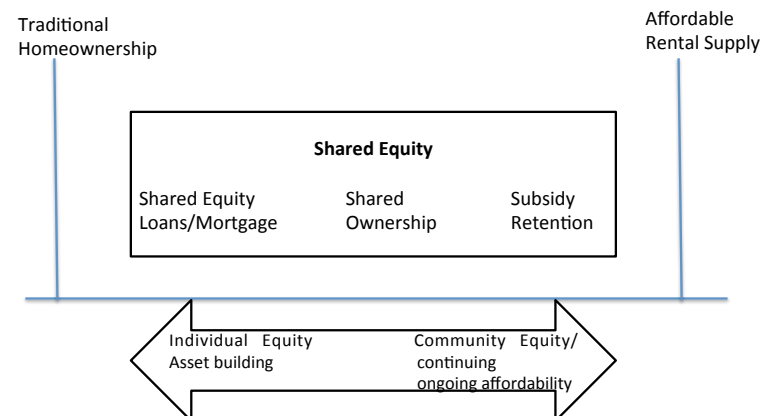 Traditional
Homeownership
Affordable
Rental Supply
Shared Equity
Shared Equity
Loans/Mortgage
Shared
Ownership
Subsidy
Retention
Individual Equity
Asset building
Community Equity/
continuing
ongoing affordability